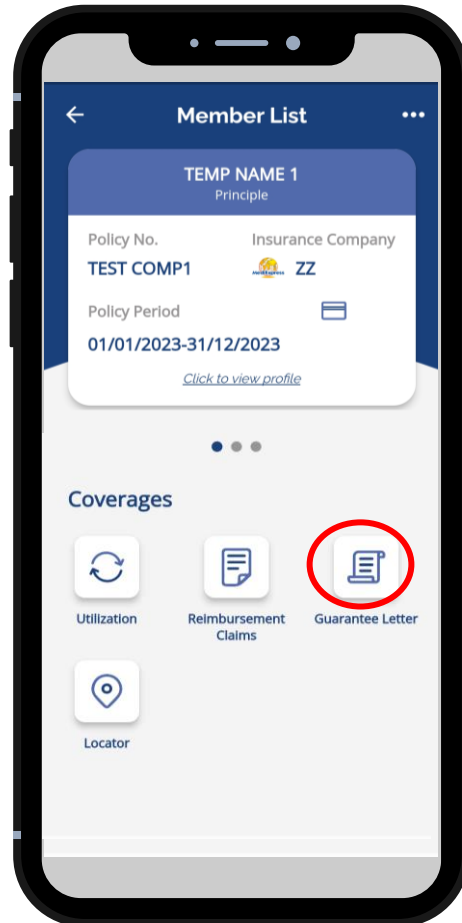 Member List
TEMP NAME 1
Principle
Policy No.
Insurance Company
TEST COMP1
ZZ
Policy Period
01/01/2023-31/12/2023
Click to view profile
Coverages
Utilization
Reimbursement
Claims
Guarantee Letter
Locator